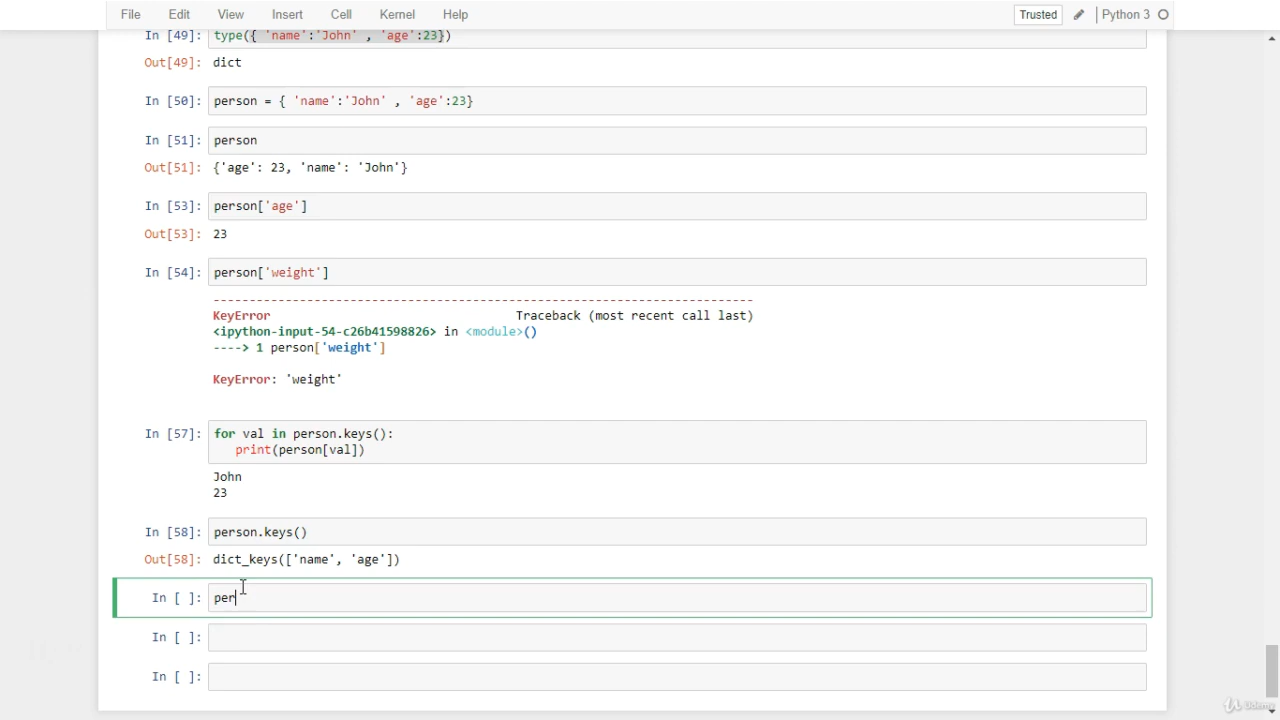 File Edit View Insert Cell Kernel Help Trusted Python 3
In [49]: type({ 'name':'John' , 'age':23})
Out[49]: dict
In [50]: person = { 'name':'John' , 'age':23}
In [51]: person
Out[51]: {'age': 23, 'name': 'John'}
In [53]: person['age']
Out[53]: 23
In [54]: person['weight']
---------------------------------------------------------------------------
KeyError Traceback (most recent call last)
<ipython-input-54-c26b41598826> in <module>()
----> 1 person['weight']
KeyError: 'weight'
In [57]: for val in person.keys():
print(person[val])
John
23
In [58]: person.keys()
Out[58]: dict_keys(['name', 'age'])
In [ ]: per
In [ ]:
In [ ]:
Udemy